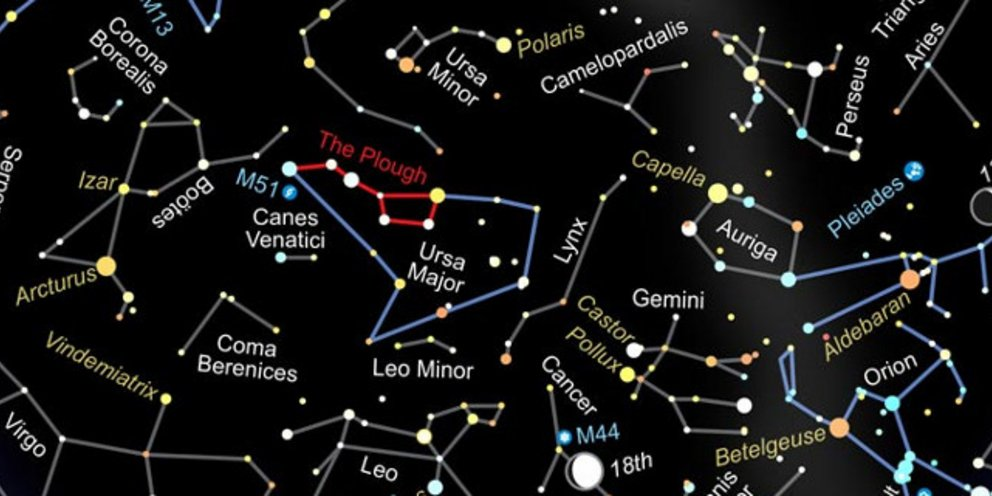 M13
Corona
Borealis
Polaris
Ursa
Minor
Camelopardalis
Aries
Perseus
The Plough
Capella
Izar
M51
Boötes
Pleiades
Canes
Venatici
Lynx
Auriga
Ursa
Major
Arcturus
Gemini
Castor
Pollux
Aldebaran
Vindemiatrix
Coma
Berenices
Leo Minor
Cancer
Orion
Virgo
M44
Betelgeuse
Leo
18th